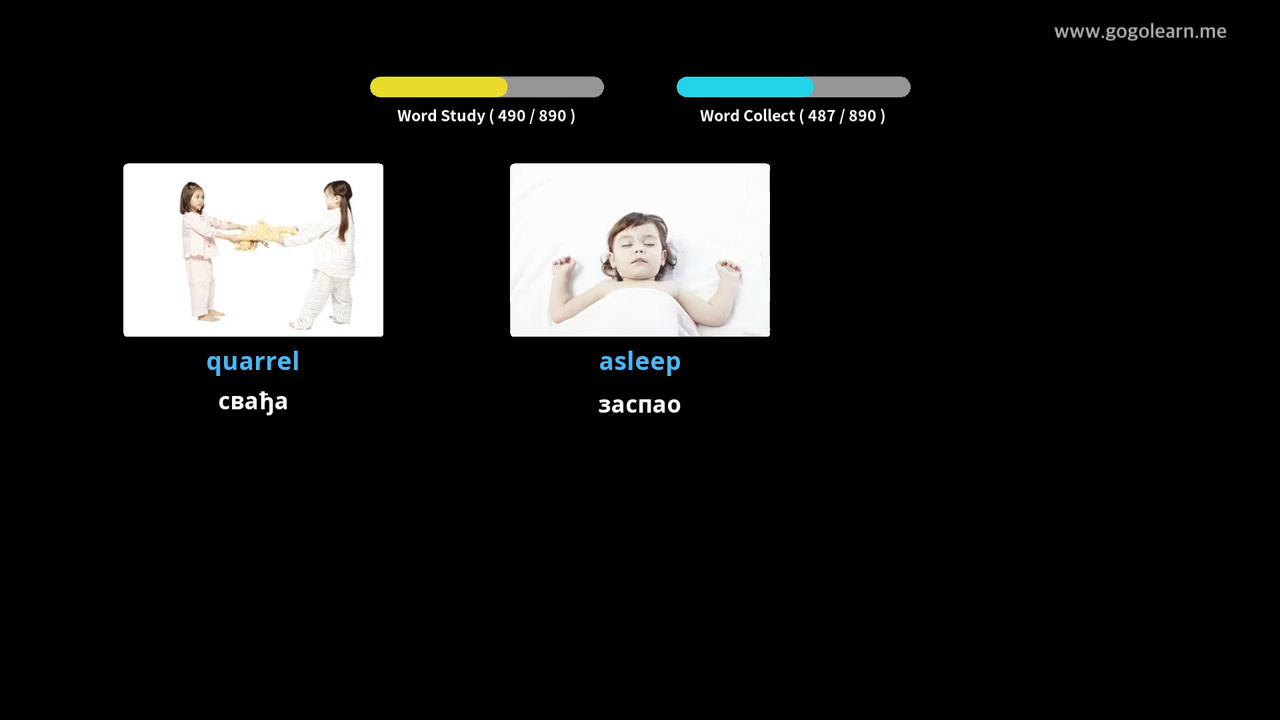 www.gogolearn.me
Word Study ( 490 / 890 )
Word Collect ( 487 / 890 )
quarrel
свађа
asleep
заспао